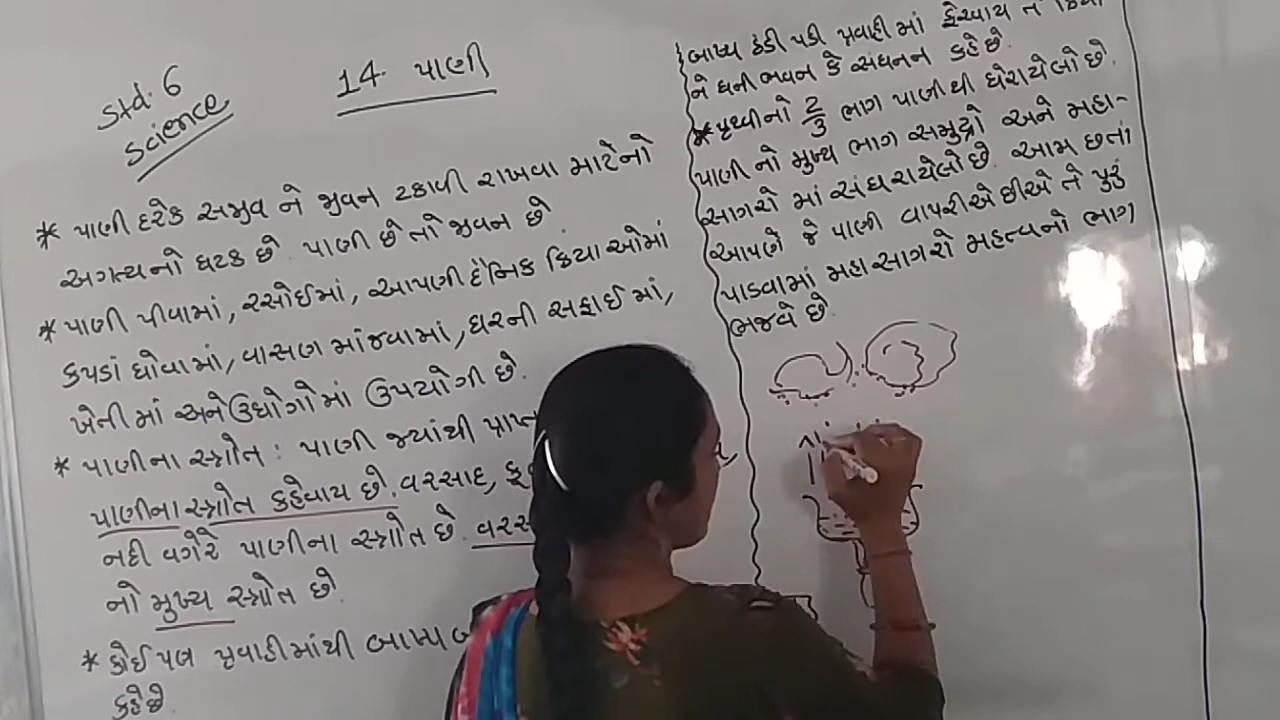 Std. 6
Science
14. પાણી
* પાણી દરેક સજીવ ને જીવન ટકાવી રાખવા માટેનો
અગત્યનો ઘટક છે. પાણી છે તો જીવન છે.
* પાણી પીવામાં, રસોઈમાં, આપણી દૈનિક ક્રિયાઓમાં
કપડાં ધોવામાં, વાસણ માંજવામાં, ઘરની સફાઈ માં,
ખેતી માં અને ઉદ્યોગોમાં ઉપયોગી છે.
* પાણીના સ્ત્રોત : પાણી જ્યાંથી પ્રાપ્ત
પાણીના સ્ત્રોત કહેવાય છે. વરસાદ,
નદી વગેરે પાણીના સ્ત્રોત છે.
નો મુખ્ય સ્ત્રોત છે.
* કોઈ પણ પ્રવાહીમાંથી બાષ્પ
કહે છે.
બાષ્પ ઠંડી પડી પ્રવાહી માં ફેરવાય તે
ને ઘની ભવન કે સંઘનન કહે છે.
* પૃથ્વીનો 2/3 ભાગ પાણીથી ઘેરાયેલો છે.
પાણી નો મુખ્ય ભાગ સમુદ્રો અને મહા-
સાગરો માં સંઘરાયેલો છે. આમ છતાં
આપણે જે પાણી વાપરીએ છીએ તે પુરું
પાડવામાં મહાસાગરો મહત્વનો ભાગ
ભજવે છે.